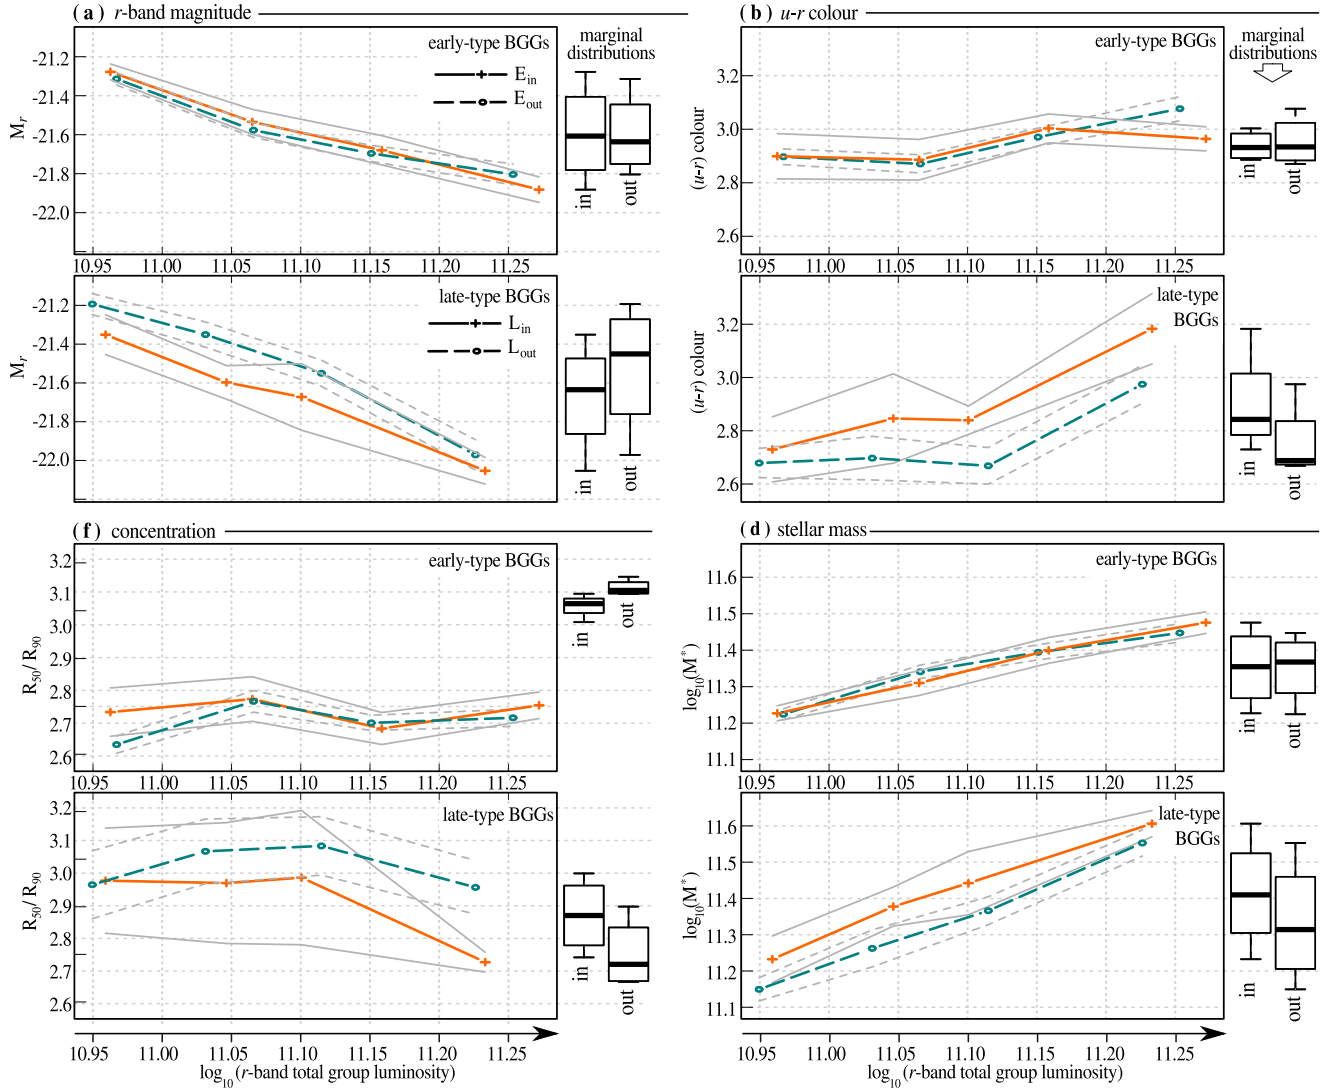 ( a ) r-band magnitude
early-type BGGs
E_in
E_out
marginal
distributions
M_r
-21.2
-21.4
-21.6
-21.8
-22.0
in
out
10.95 11.00 11.05 11.10 11.15 11.20 11.25
late-type BGGs
L_in
L_out
M_r
-21.2
-21.4
-21.6
-21.8
-22.0
in
out
( b ) u-r colour
early-type BGGs
marginal
distributions
(u-r) colour
3.2
3.0
2.8
2.6
in
out
10.95 11.00 11.05 11.10 11.15 11.20 11.25
late-type
BGGs
(u-r) colour
3.2
3.0
2.8
2.6
in
out
( f ) concentration
early-type BGGs
R_50/ R_90
3.2
3.1
3.0
2.9
2.8
2.7
2.6
in
out
10.95 11.00 11.05 11.10 11.15 11.20 11.25
late-type BGGs
R_50/ R_90
3.2
3.1
3.0
2.9
2.8
2.7
2.6
in
out
10.95 11.00 11.05 11.10 11.15 11.20 11.25
log_10 (r-band total group luminosity)
( d ) stellar mass
early-type BGGs
log_10(M*)
11.6
11.5
11.4
11.3
11.2
11.1
in
out
10.95 11.00 11.05 11.10 11.15 11.20 11.25
late-type
BGGs
log_10(M*)
11.6
11.5
11.4
11.3
11.2
11.1
in
out
10.95 11.00 11.05 11.10 11.15 11.20 11.25
log_10 (r-band total group luminosity)